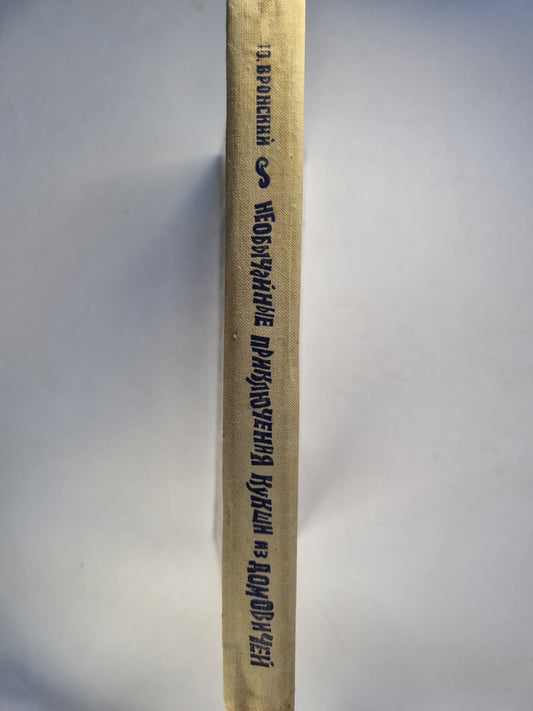 Ю. ВРОНСКИЙ НЕОБЫЧАЙНЫЕ ПРИКЛЮЧЕНИЯ КУКШИ ИЗ ДОМОВИЧЕЙ